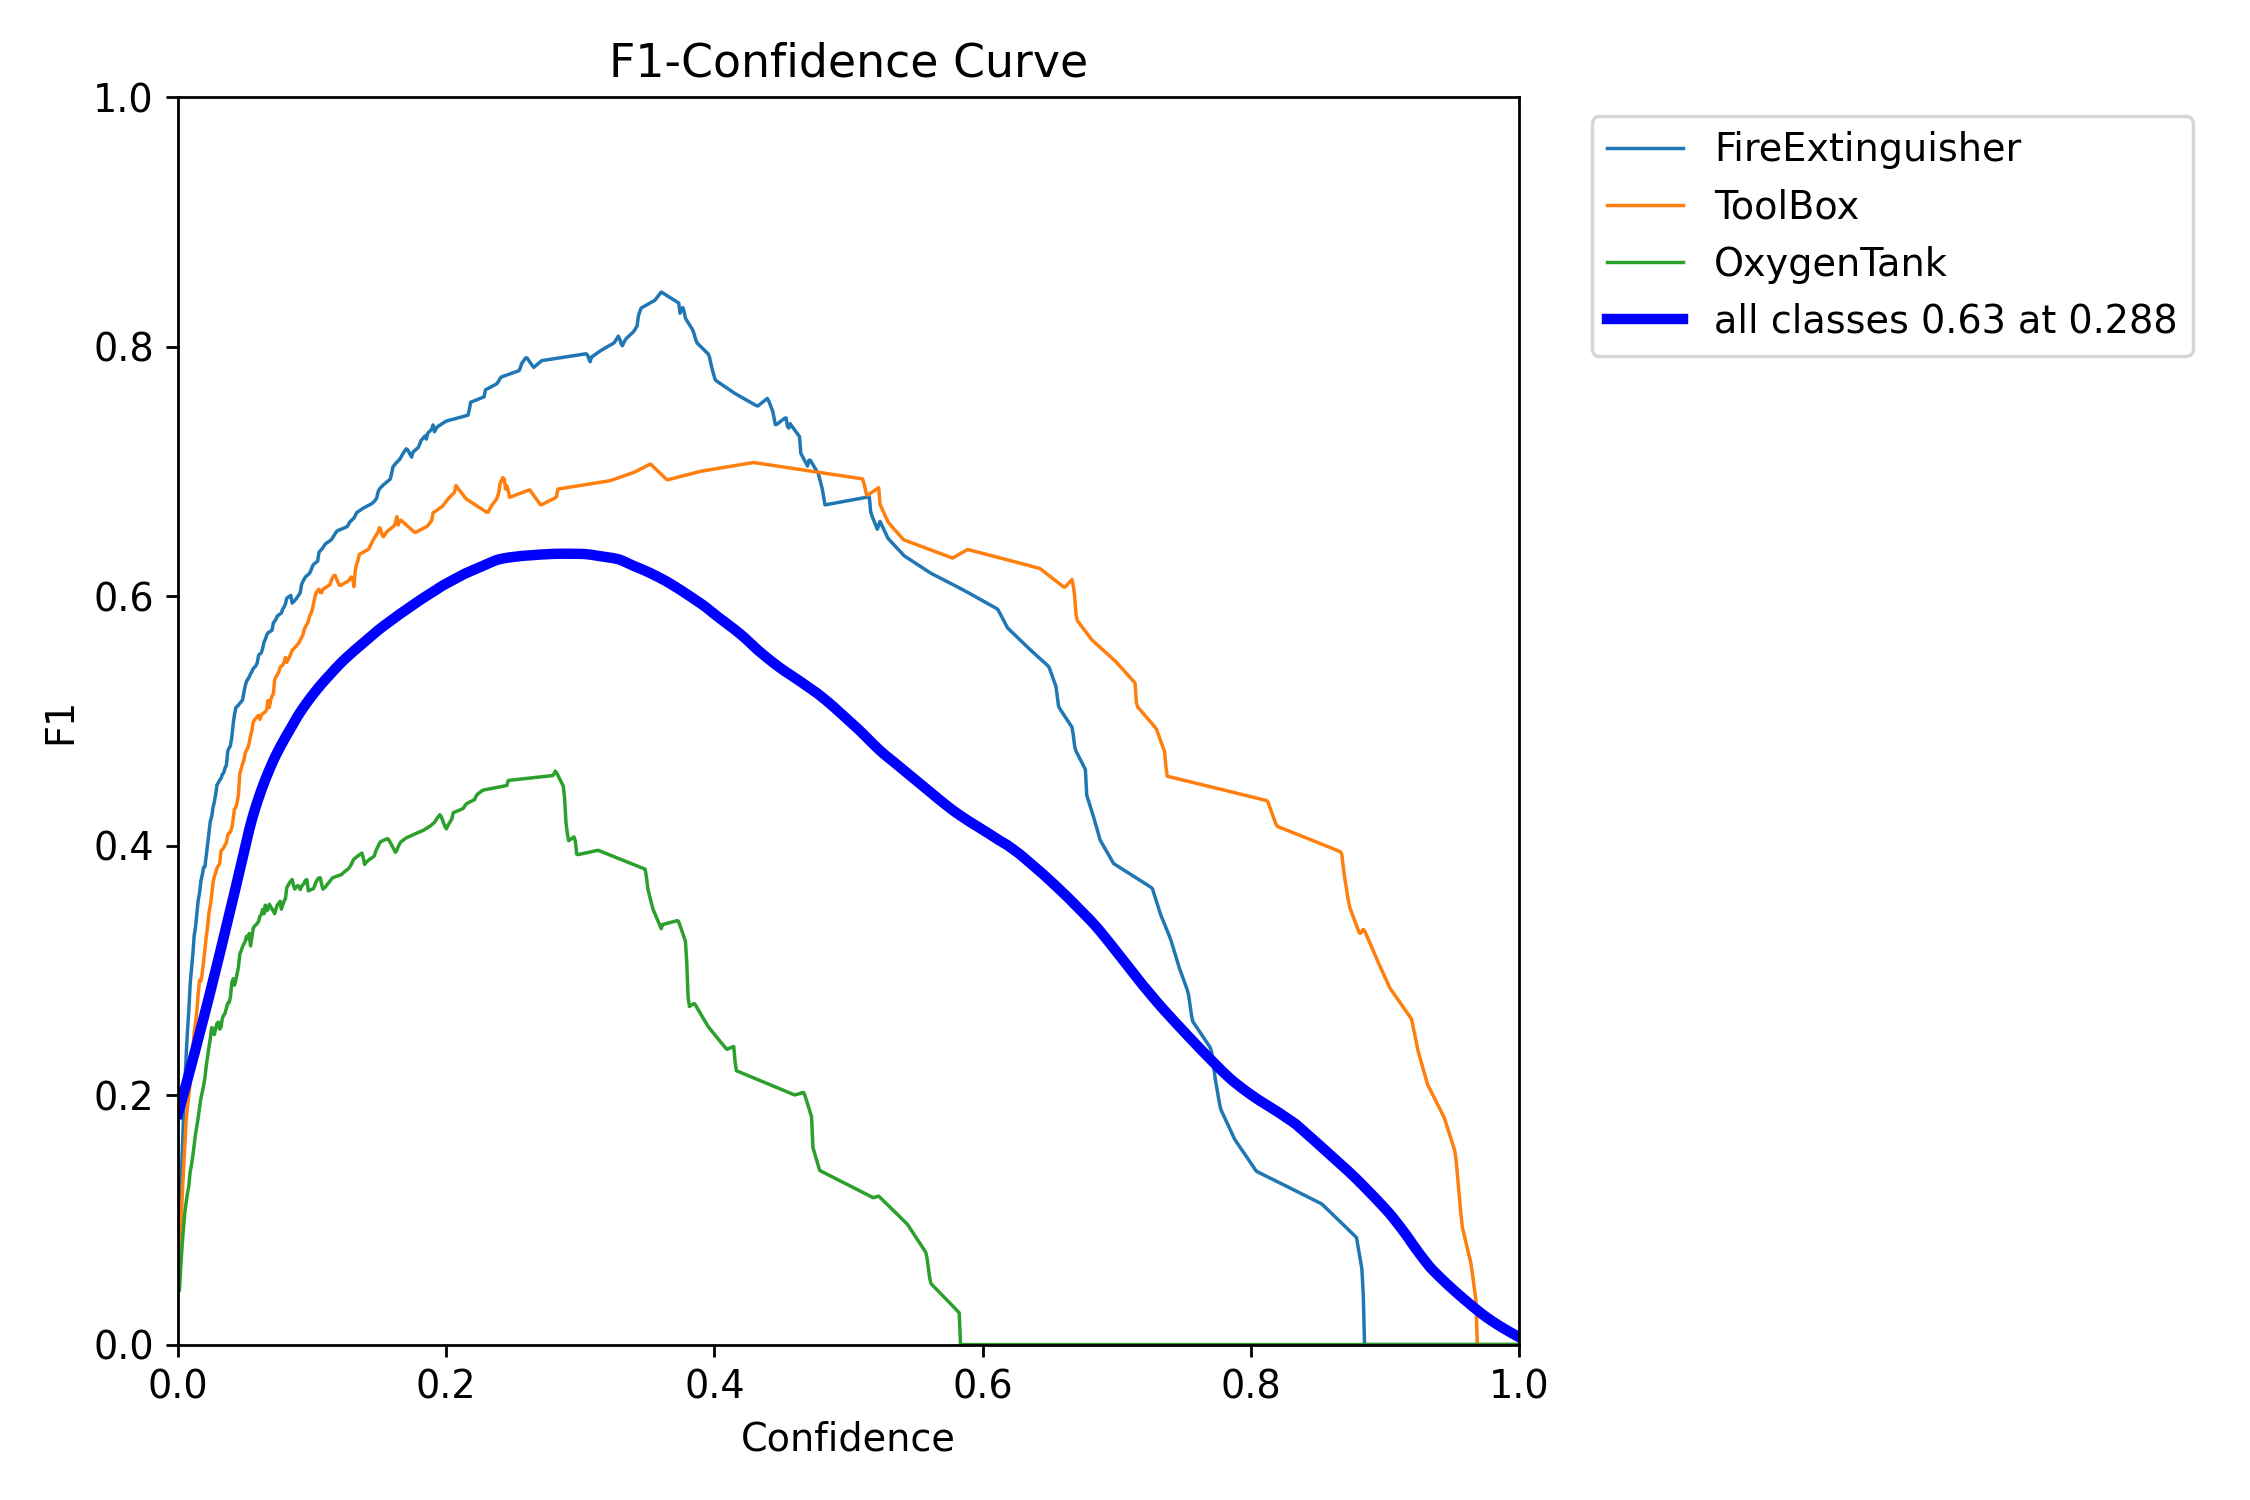 F1-Confidence Curve
1.0
0.8
0.6
0.4
0.2
0.0
F1
0.0 0.2 0.4 0.6 0.8 1.0
Confidence
FireExtinguisher
ToolBox
OxygenTank
all classes 0.63 at 0.288